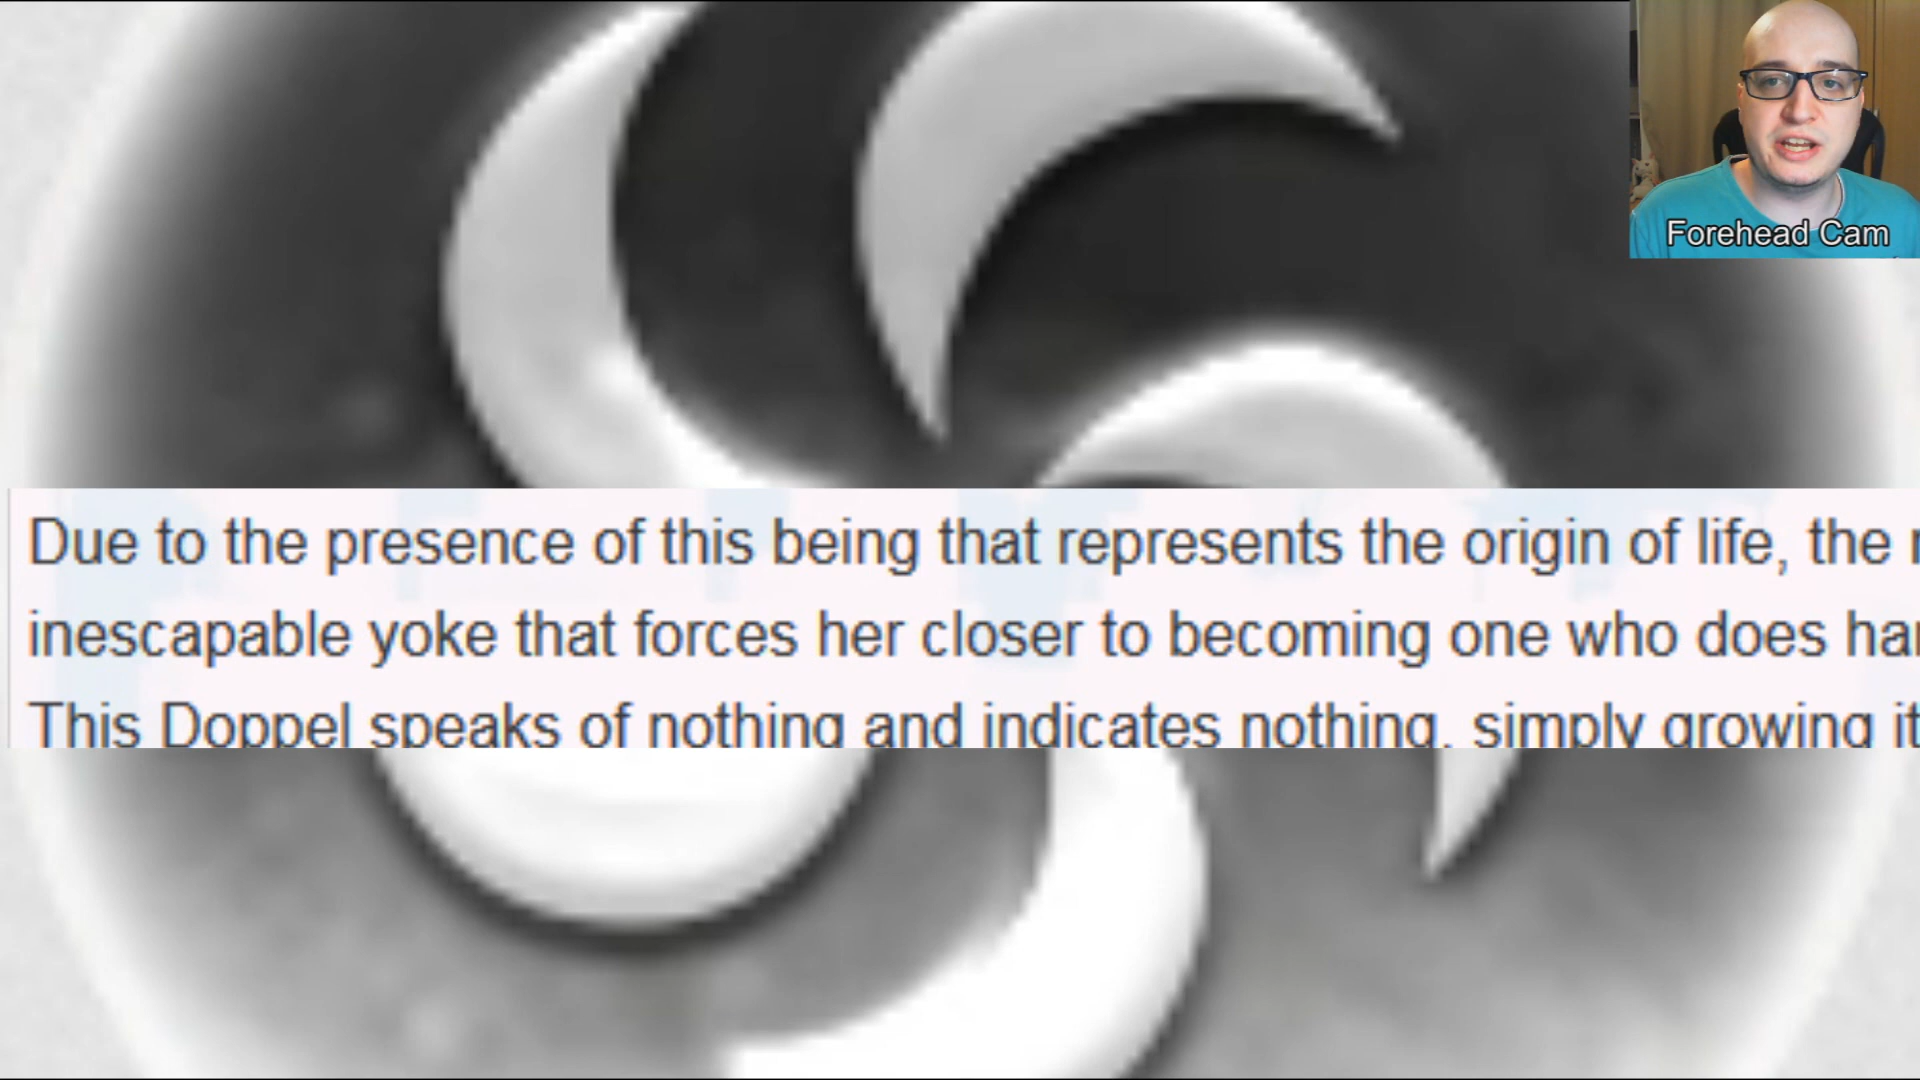 Forehead Cam
Due to the presence of this being that represents the origin of life, the
inescapable yoke that forces her closer to becoming one who does
This Doppel speaks of nothing and indicates nothing, simply growing